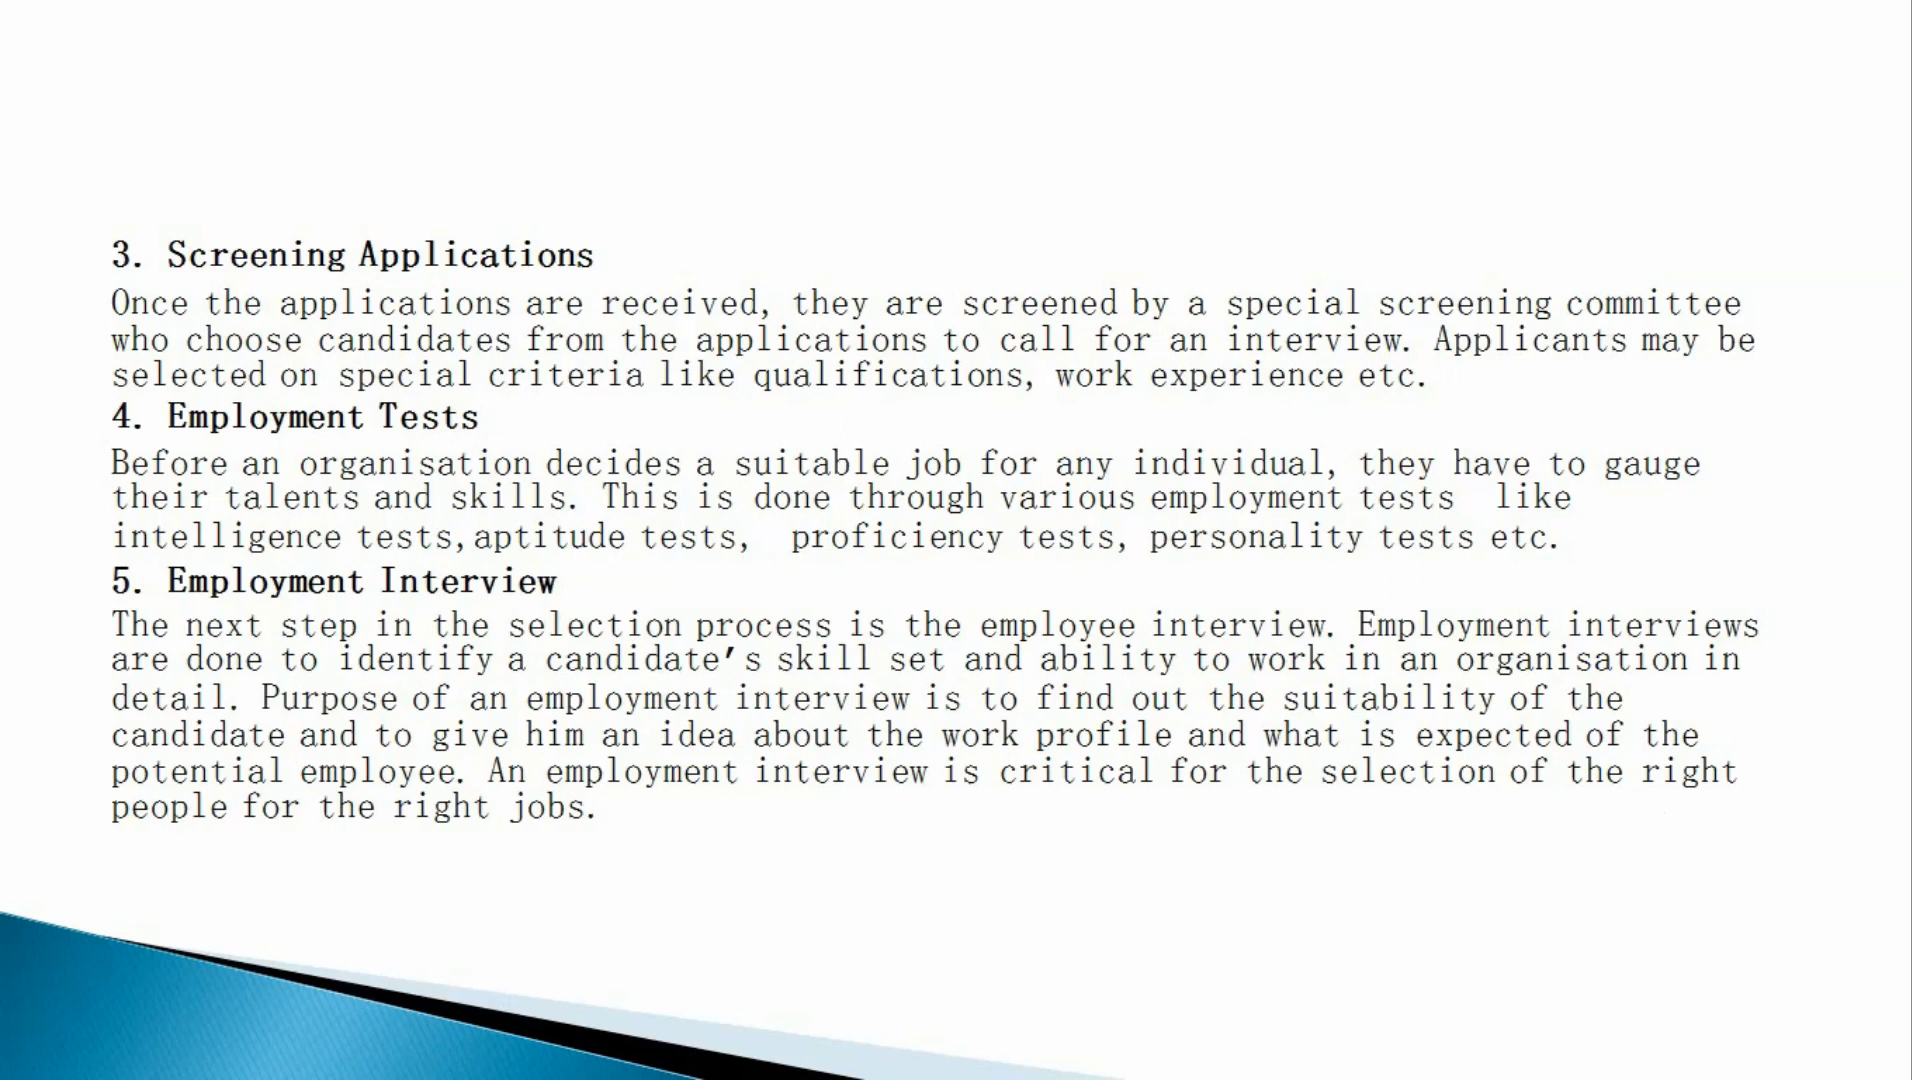 3. Screening Applications
Once the applications are received, they are screened by a special screening committee
who choose candidates from the applications to call for an interview. Applicants may be
selected on special criteria like qualifications, work experience etc.
4. Employment Tests
Before an organisation decides a suitable job for any individual, they have to gauge
their talents and skills. This is done through various employment tests like
intelligence tests,aptitude tests, proficiency tests, personality tests etc.
5. Employment Interview
The next step in the selection process is the employee interview. Employment interviews
are done to identify a candidate's skill set and ability to work in an organisation in
detail. Purpose of an employment interview is to find out the suitability of the
candidate and to give him an idea about the work profile and what is expected of the
potential employee. An employment interview is critical for the selection of the right
people for the right jobs.